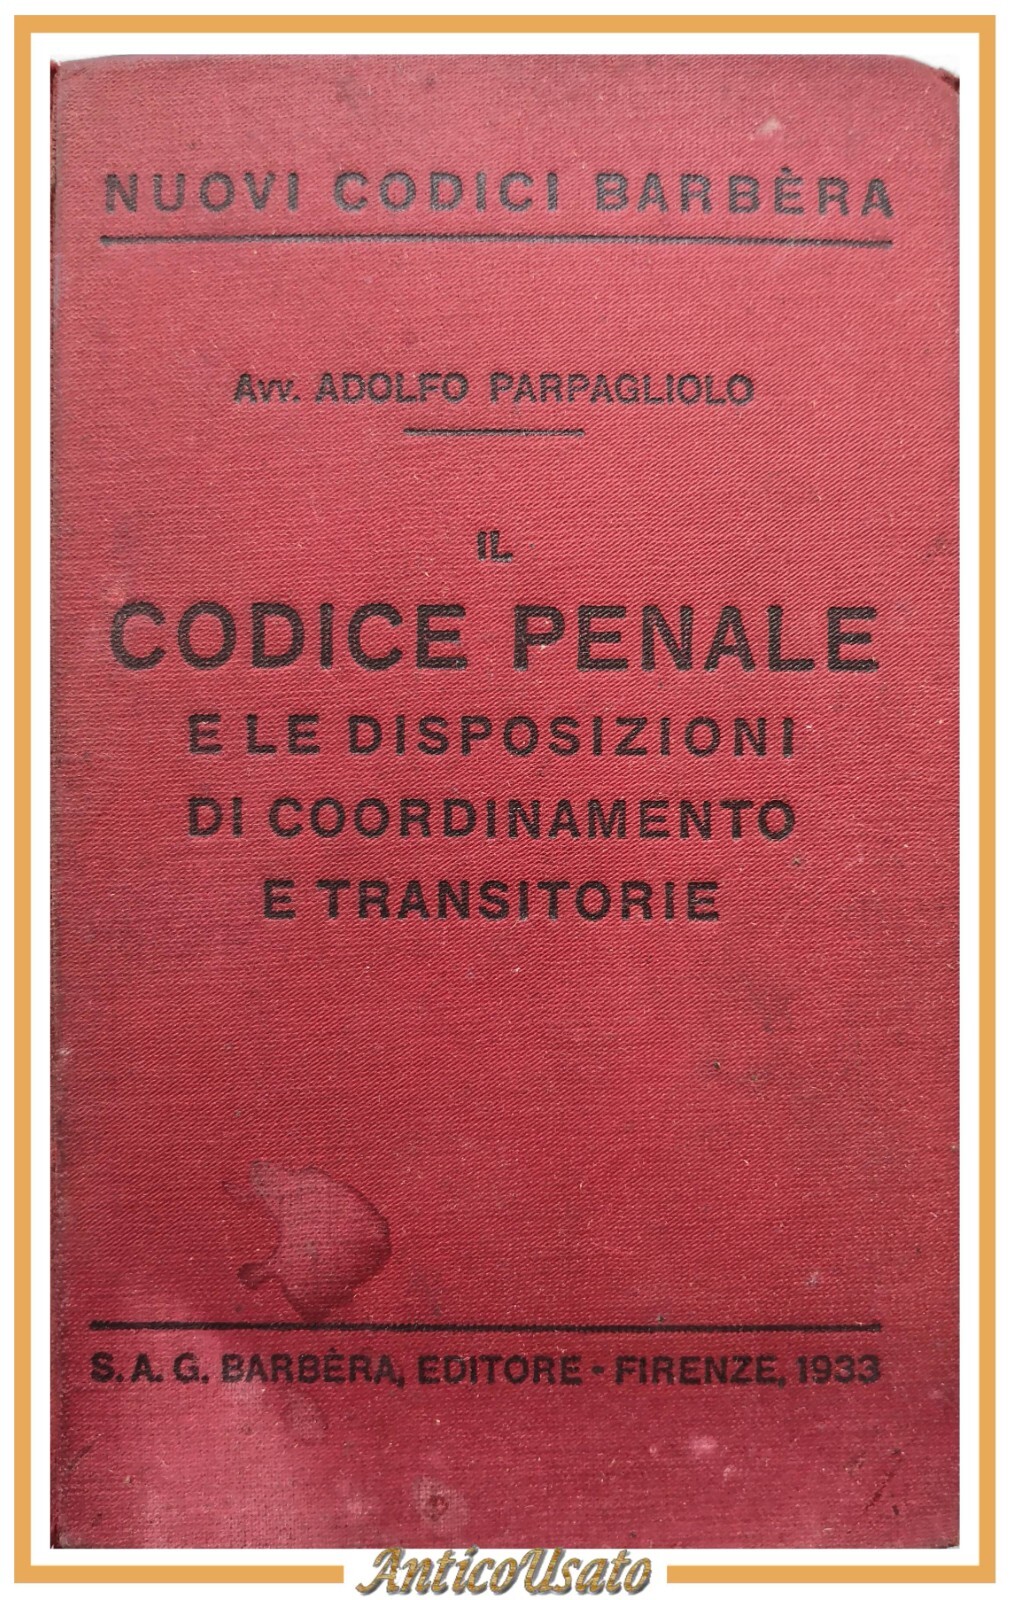 NUOVI CODICI BARBÈRA
Avv. ADOLFO PARPAGLIOLO
IL
CODICE PENALE
E LE DISPOSIZIONI
DI COORDINAMENTO
E TRANSITORIE
S. A. G. BARBÈRA, EDITORE - FIRENZE, 1933
AnticoUsato